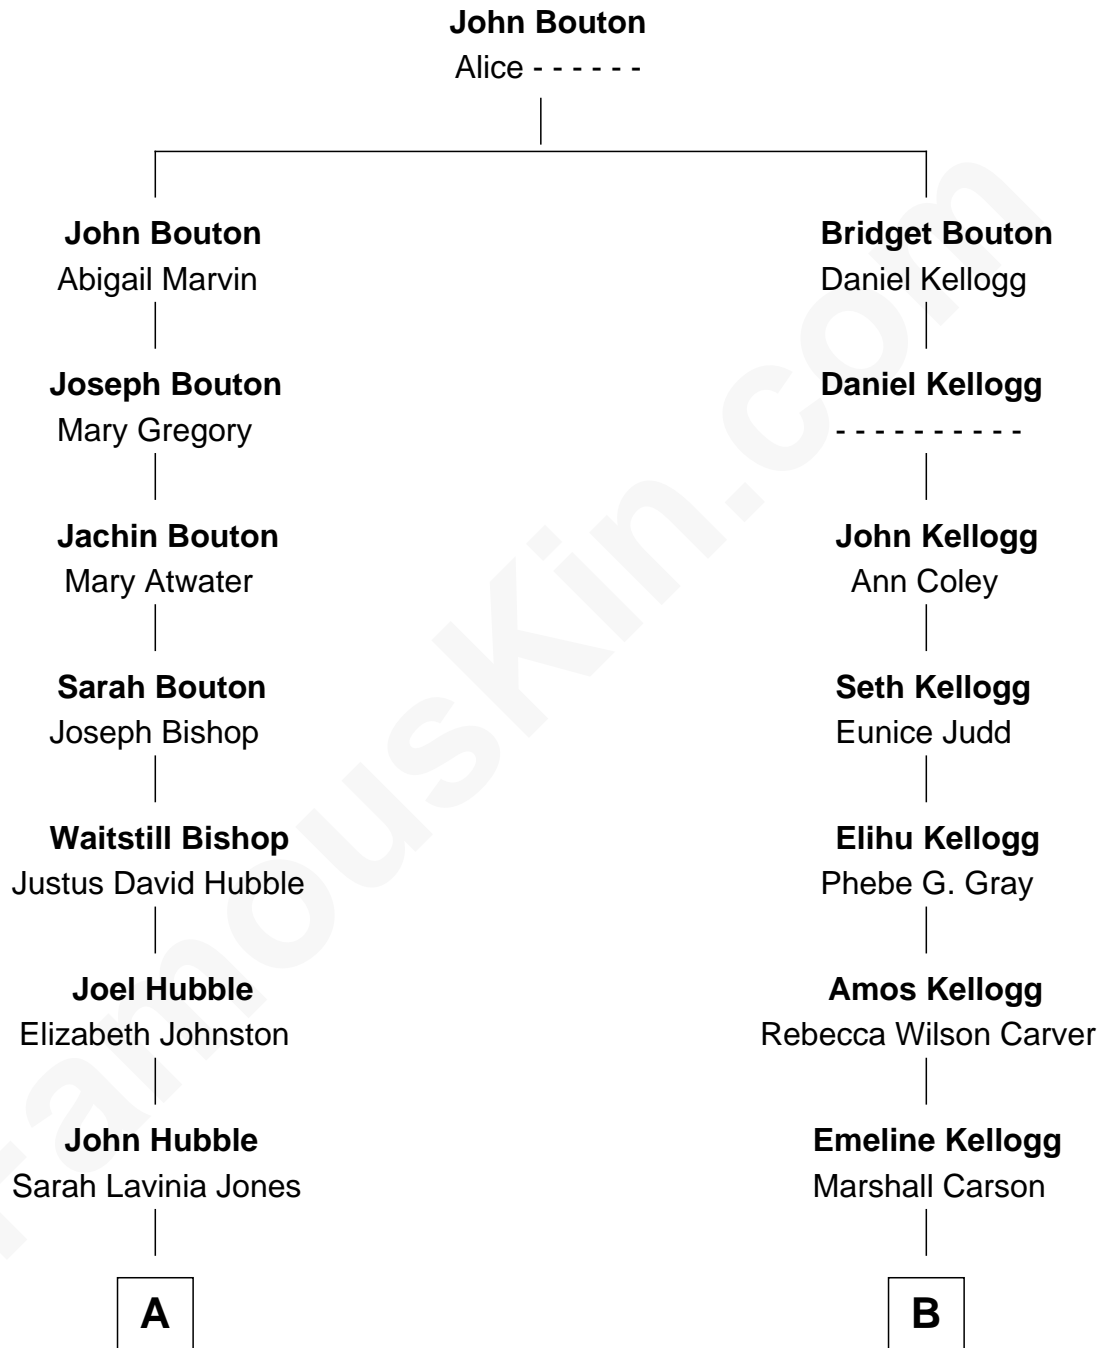 John Bouton
Alice - - - - - -
John Bouton
Abigail Marvin
Bridget Bouton
Daniel Kellogg
Joseph Bouton
Mary Gregory
Daniel Kellogg
- - - - - - - - - -
Jachin Bouton
Mary Atwater
John Kellogg
Ann Coley
Sarah Bouton
Joseph Bishop
Seth Kellogg
Eunice Judd
Waitstill Bishop
Justus David Hubble
Elihu Kellogg
Phebe G. Gray
Joel Hubble
Elizabeth Johnston
Amos Kellogg
Rebecca Wilson Carver
John Hubble
Sarah Lavinia Jones
Emeline Kellogg
Marshall Carson
A
B
FamousKin.com